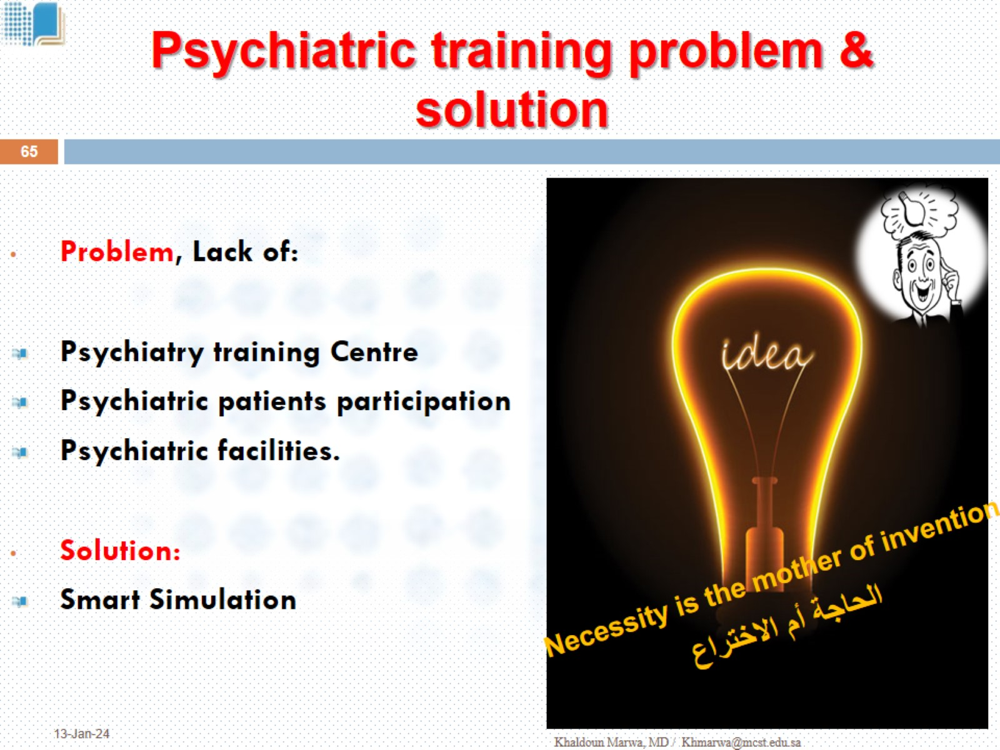 Psychiatric training problem &
solution
65
Problem, Lack of:
Psychiatry training Centre
Psychiatric patients participation
Psychiatric facilities.
Solution:
Smart Simulation
idea
Necessity is the mother of invention
الحاجة أم الاختراع
13-Jan-24
Khaldoun Marwa, MD / Khmarwa@mcst.edu.sa